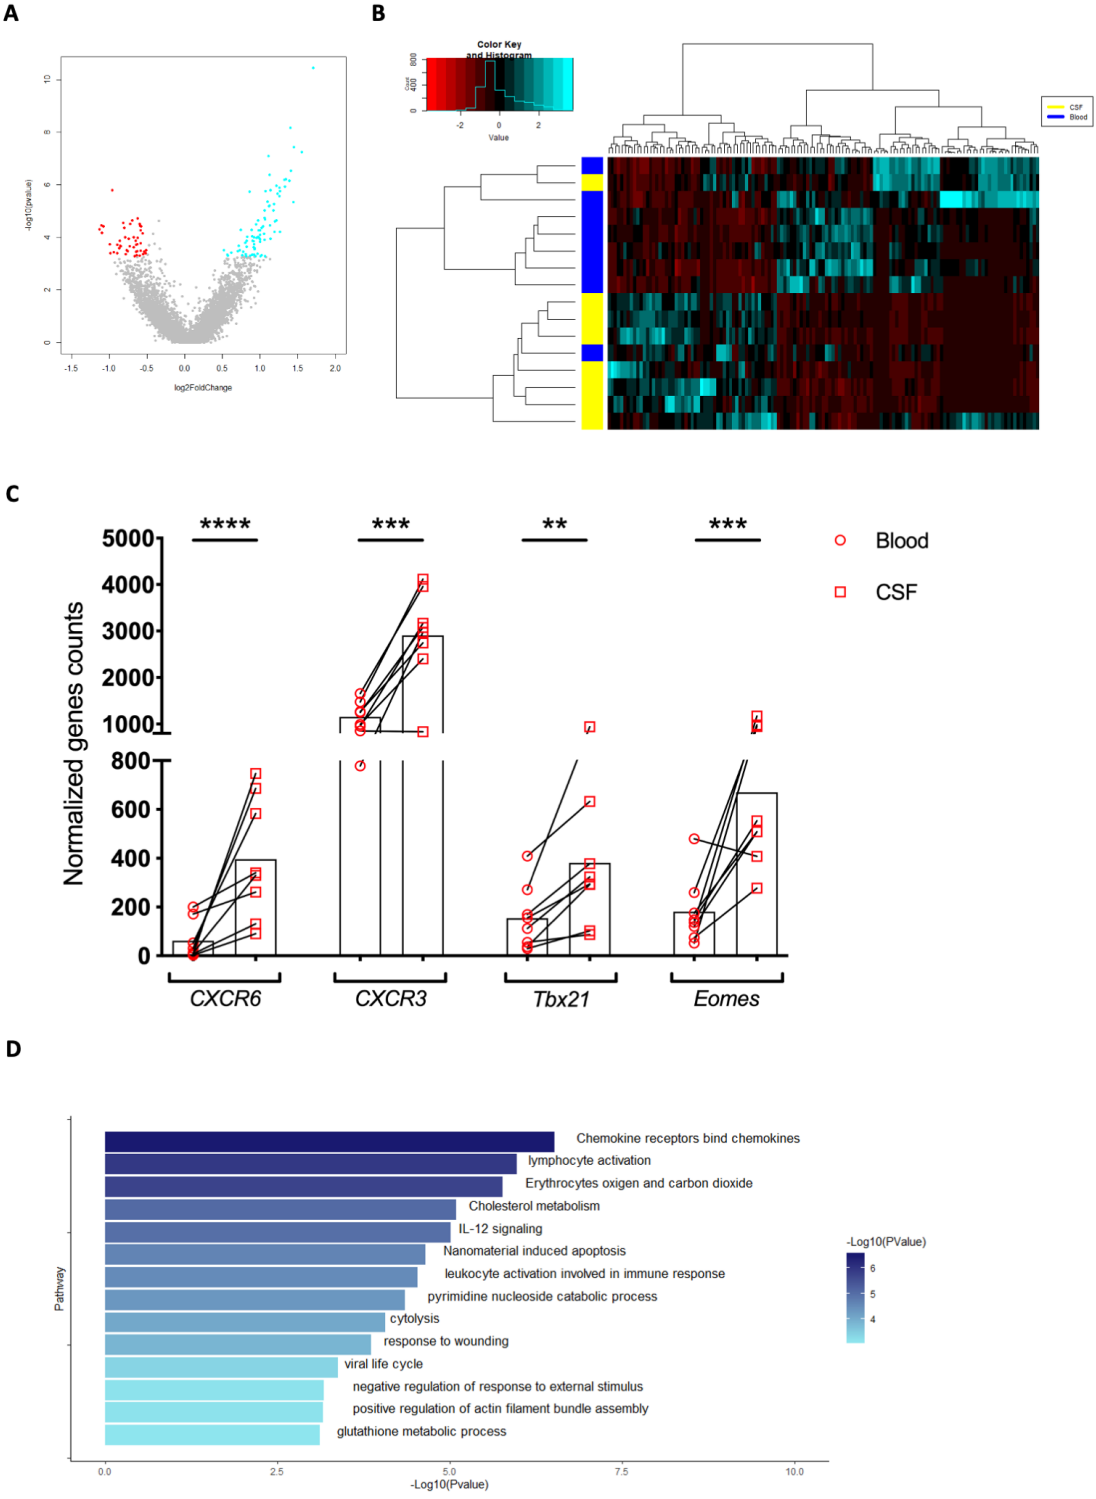 A
10
8
6
4
2
0
-log10(pvalue)
-1.5
-1.0
-0.5
0.0
0.5
1.0
1.5
2.0
log2FoldChange
B
Color Key
and Histogram
Count
800
400
0
-2
0
2
Value
CSF
Blood
C
****
***
**
***
Blood
CSF
Normalized genes counts
5000
4000
3000
2000
1000
800
600
400
200
0
CXCR6
CXCR3
Tbx21
Eomes
D
Chemokine receptors bind chemokines
lymphocyte activation
Erythrocytes oxigen and carbon dioxide
Cholesterol metabolism
IL-12 signaling
Nanomaterial induced apoptosis
leukocyte activation involved in immune response
pyrimidine nucleoside catabolic process
cytolysis
response to wounding
viral life cycle
negative regulation of response to external stimulus
positive regulation of actin filament bundle assembly
glutathione metabolic process
Pathway
0.0
2.5
5.0
7.5
10.0
-Log10(Pvalue)
-Log10(PValue)
6
5
4